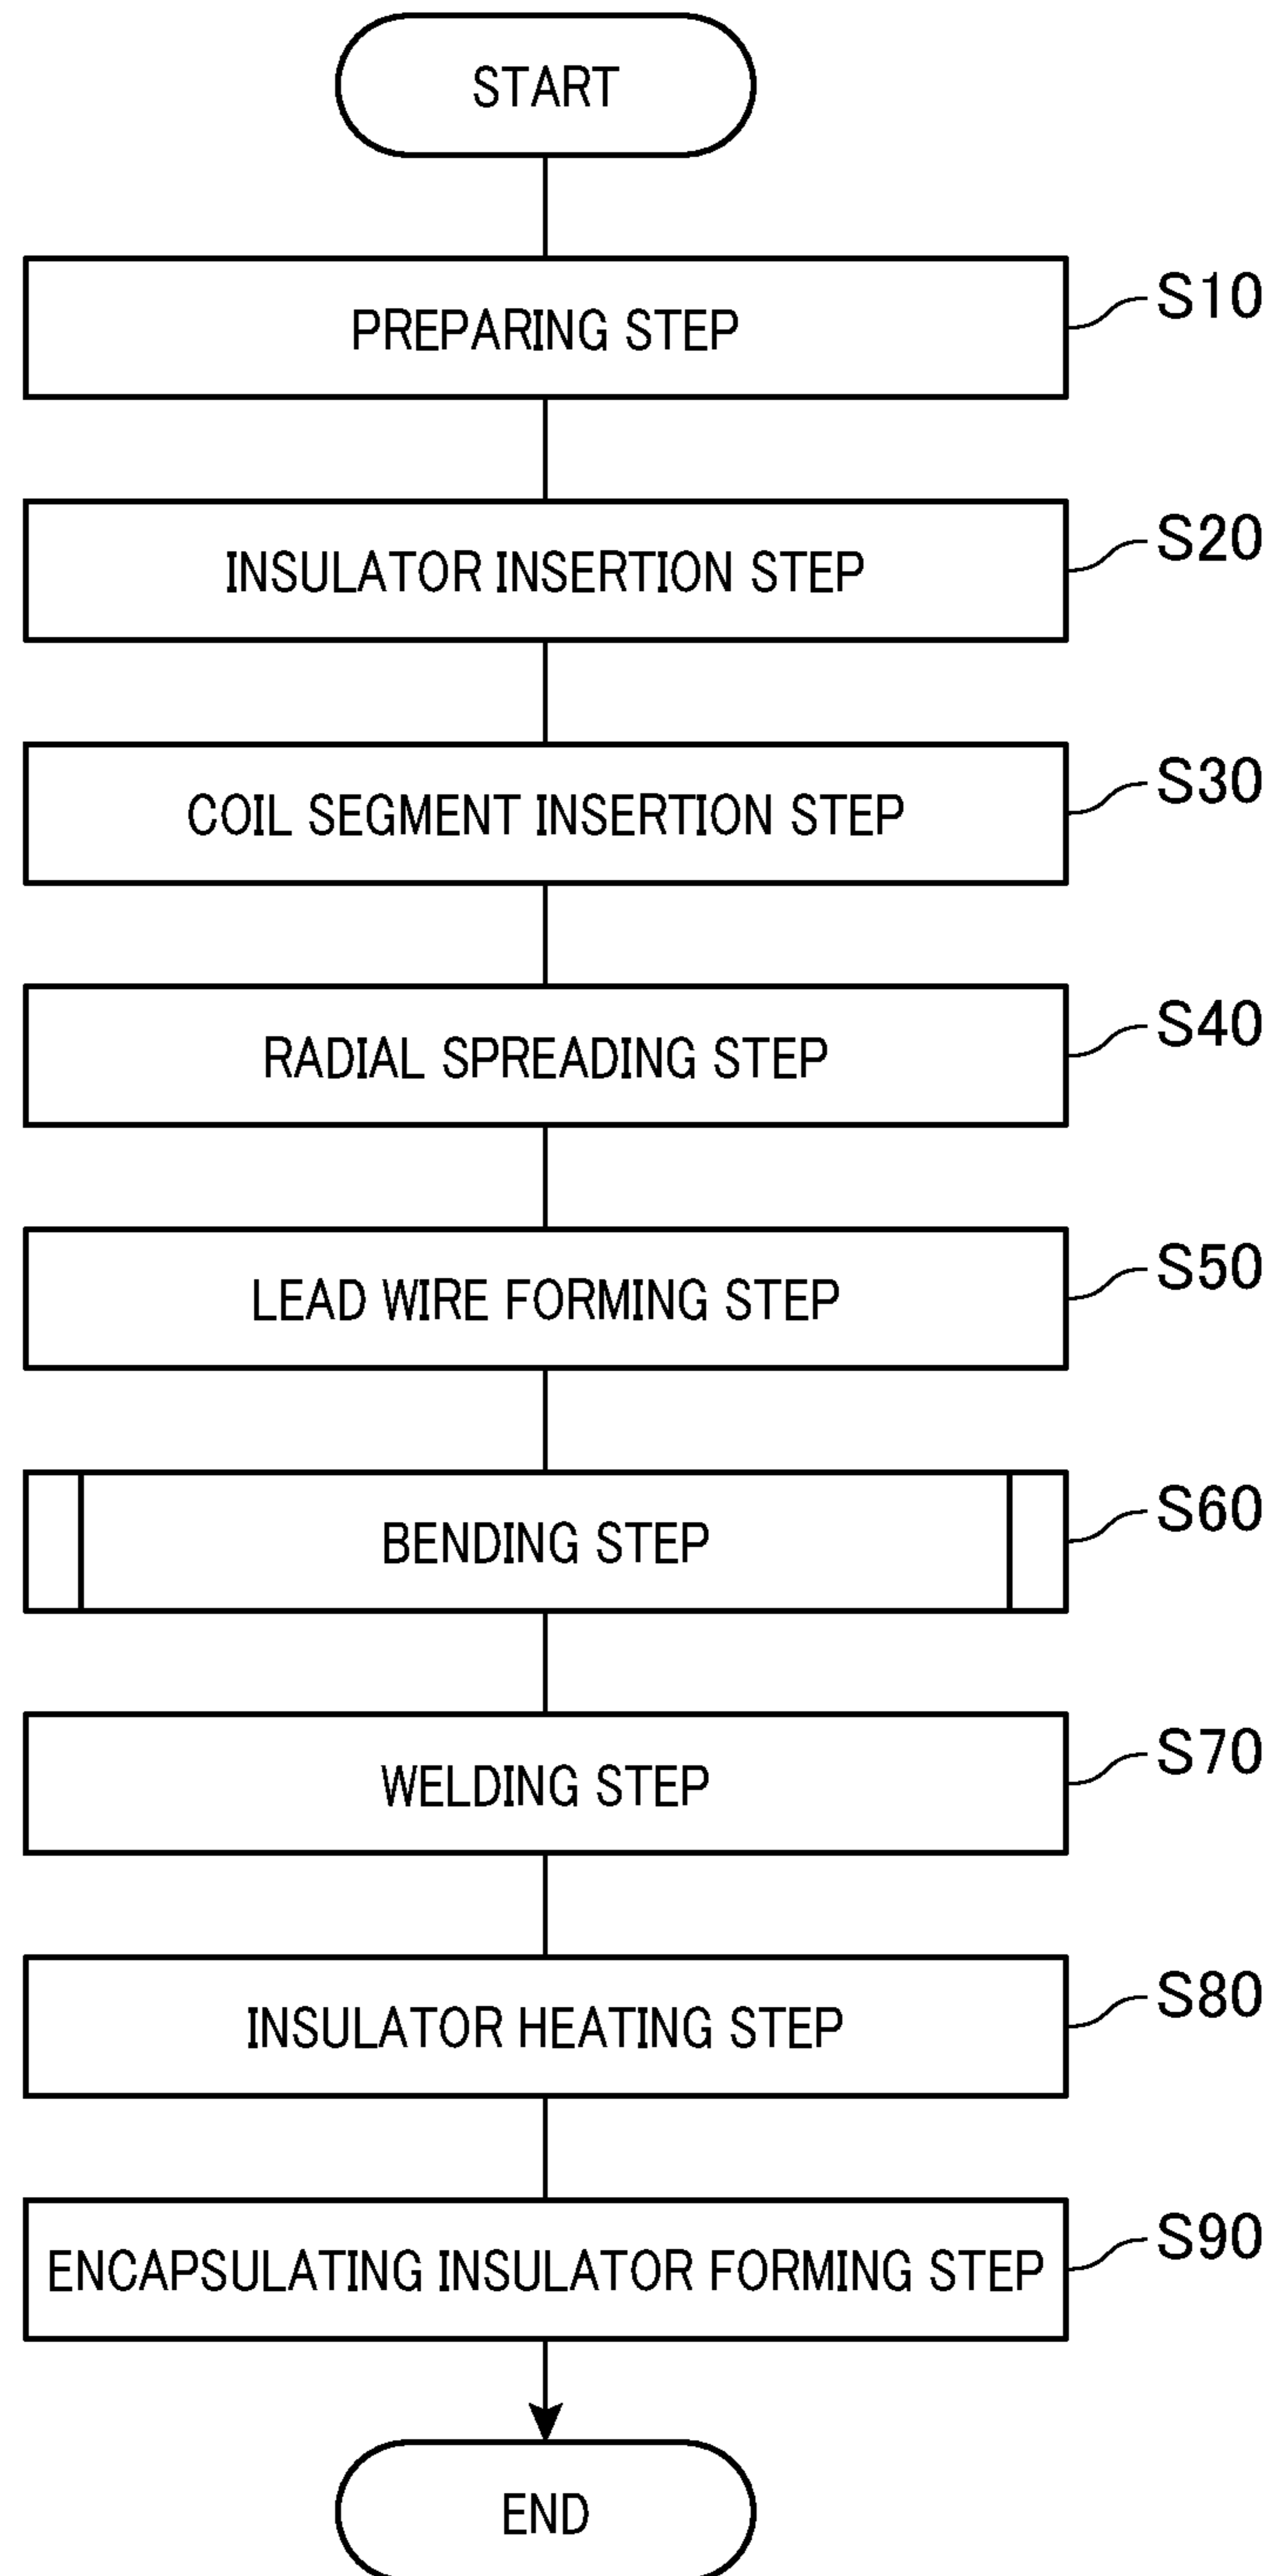 START
PREPARING STEP S10
INSULATOR INSERTION STEP S20
COIL SEGMENT INSERTION STEP S30
RADIAL SPREADING STEP S40
LEAD WIRE FORMING STEP S50
BENDING STEP S60
WELDING STEP S70
INSULATOR HEATING STEP S80
ENCAPSULATING INSULATOR FORMING STEP S90
END